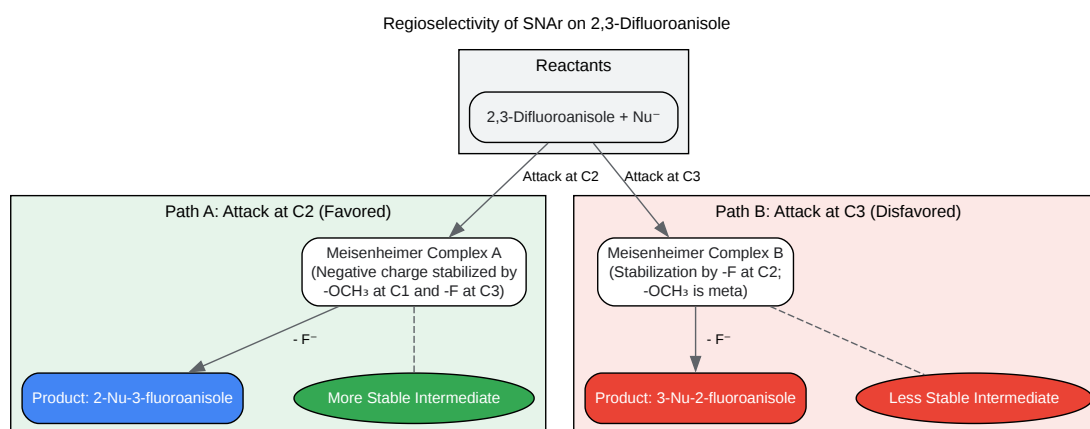 Regioselectivity of SNAr on 2,3-Difluoroanisole
Reactants
2,3-Difluoroanisole + Nu⁻
Attack at C2
Attack at C3
Path A: Attack at C2 (Favored)
Meisenheimer Complex A
(Negative charge stabilized by
-OCH₃ at C1 and -F at C3)
- F⁻
Product: 2-Nu-3-fluoroanisole
More Stable Intermediate
Path B: Attack at C3 (Disfavored)
Meisenheimer Complex B
(Stabilization by -F at C2;
-OCH₃ is meta)
- F⁻
Product: 3-Nu-2-fluoroanisole
Less Stable Intermediate